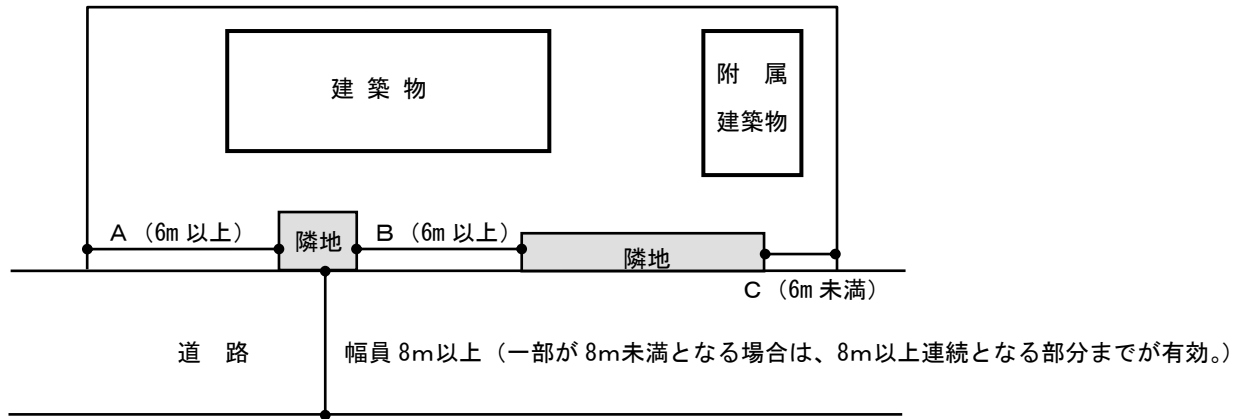 建 築 物
附 属
建築物
A (6m 以上)
隣地
B (6m 以上)
隣地
C (6m 未満)
道 路
幅員 8m以上 (一部が 8m未満となる場合は、8m以上連続となる部分までが有効。)